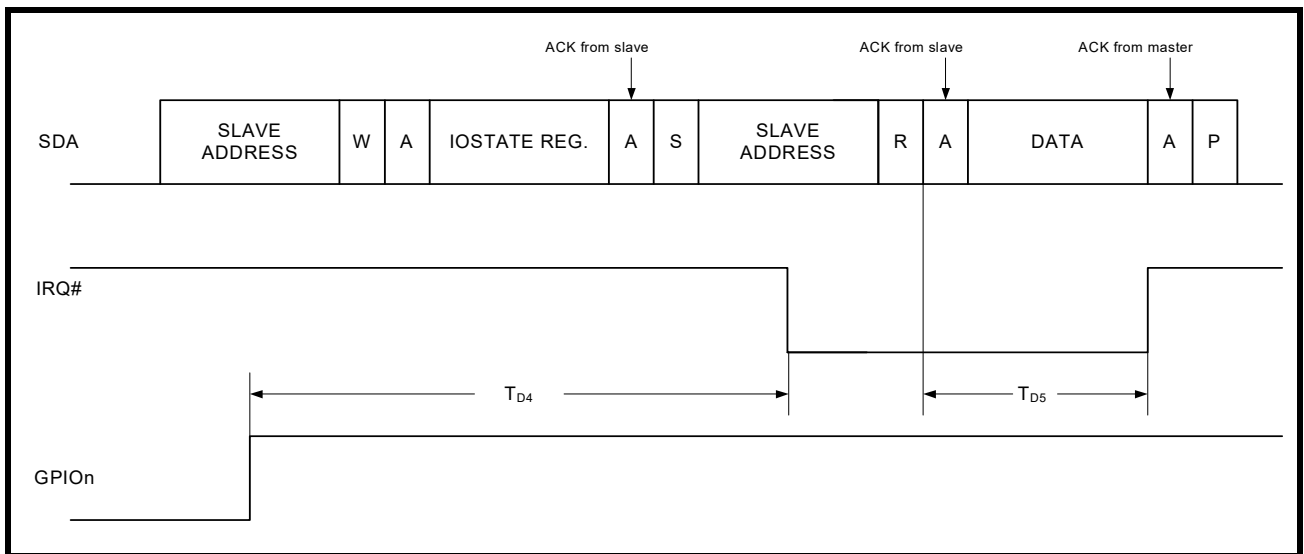 ACK from slave ACK from slave ACK from master
SDA SLAVE ADDRESS W A IOSTATE REG. A S SLAVE ADDRESS R A DATA A P
IRQ#
TD4 TD5
GPIOn